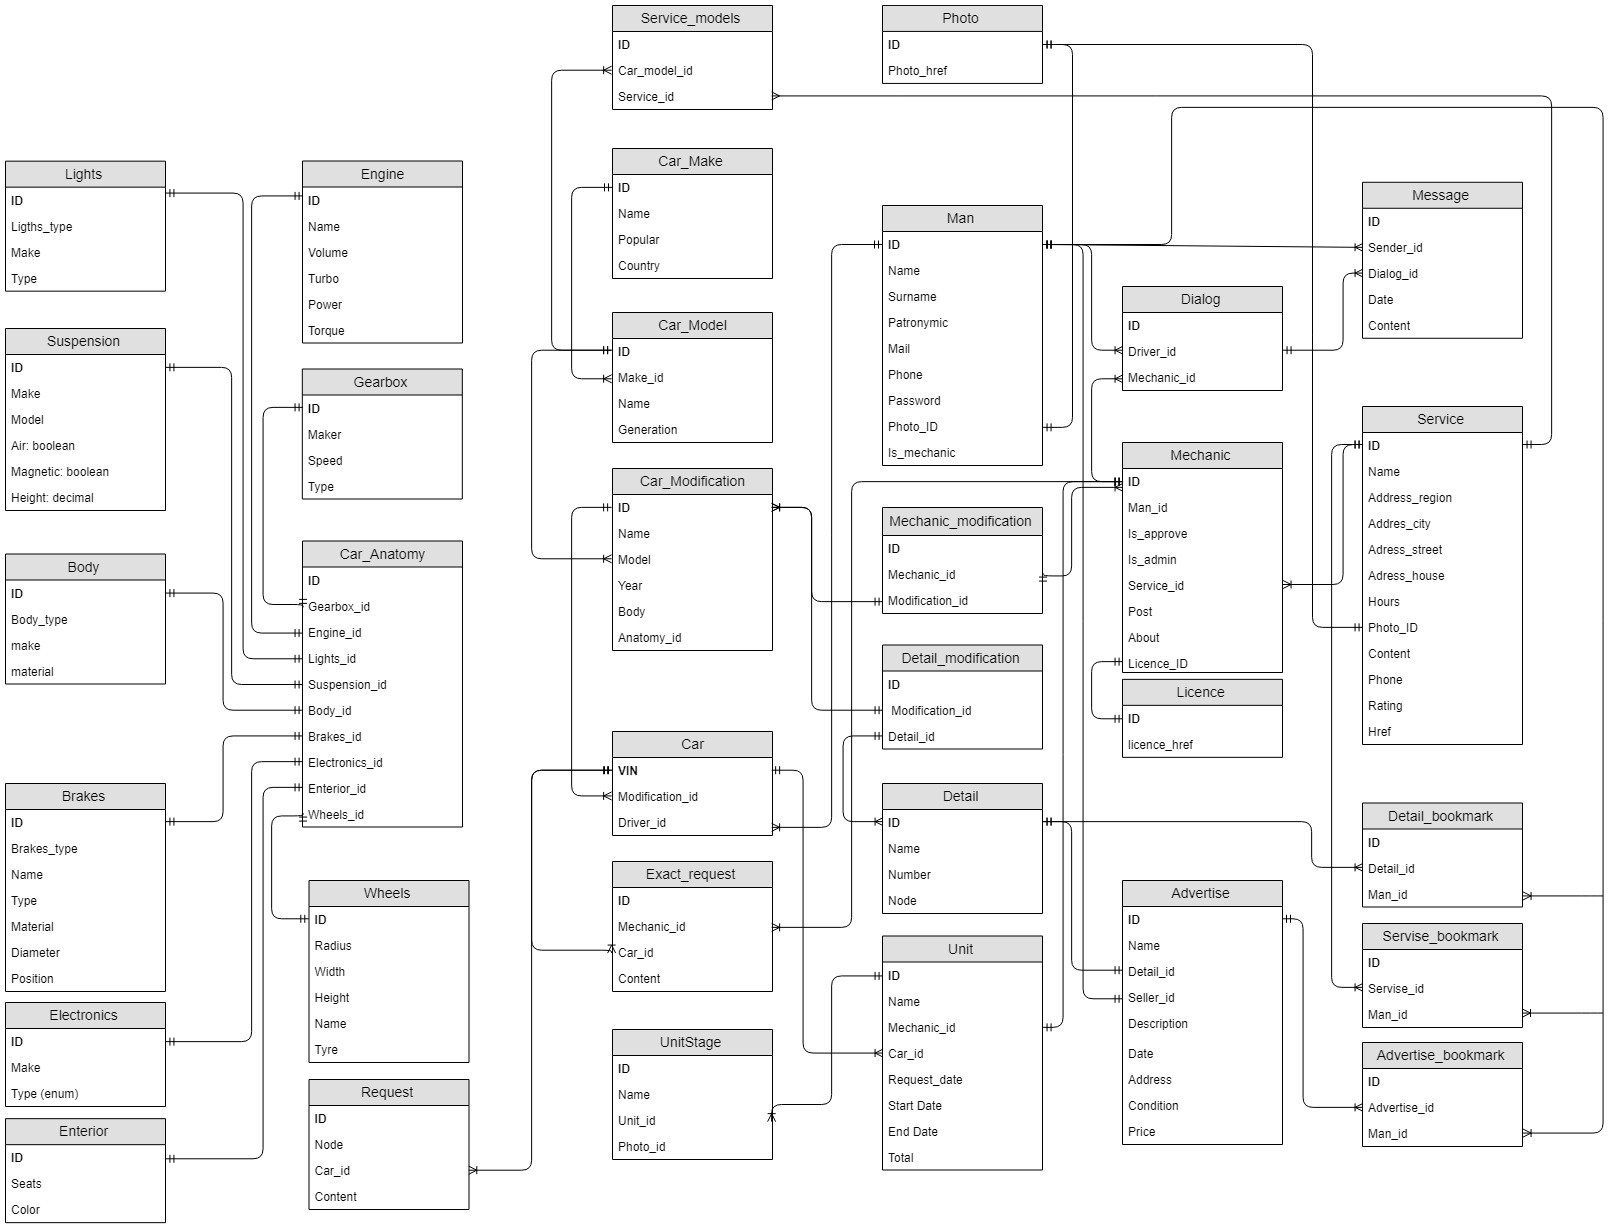 Service_models
ID
Car_model_id
Service_id
Photo
ID
Photo_href
Lights
ID
Ligths_type
Make
Type
Engine
ID
Name
Volume
Turbo
Power
Torque
Car_Make
ID
Name
Popular
Country
Man
ID
Name
Surname
Patronymic
Mail
Phone
Password
Photo_ID
Is_mechanic
Message
ID
Sender_id
Dialog_id
Date
Content
Dialog
ID
Driver_id
Mechanic_id
Suspension
ID
Make
Model
Air: boolean
Magnetic: boolean
Height: decimal
Gearbox
ID
Maker
Speed
Type
Car_Model
ID
Make_id
Name
Generation
Service
ID
Name
Address_region
Addres_city
Adress_street
Adress_house
Hours
Photo_ID
Content
Phone
Rating
Href
Mechanic
ID
Man_id
Is_approve
Is_admin
Service_id
Post
About
Licence_ID
Car_Modification
ID
Name
Model
Year
Body
Anatomy_id
Mechanic_modification
ID
Mechanic_id
Modification_id
Body
ID
Body_type
make
material
Car_Anatomy
ID
Gearbox_id
Engine_id
Lights_id
Suspension_id
Body_id
Brakes_id
Electronics_id
Enterior_id
Wheels_id
Detail_modification
ID
Modification_id
Detail_id
Licence
ID
licence_href
Car
VIN
Modification_id
Driver_id
Brakes
ID
Brakes_type
Name
Type
Material
Diameter
Position
Detail
ID
Name
Number
Node
Detail_bookmark
ID
Detail_id
Man_id
Wheels
ID
Radius
Width
Height
Name
Tyre
Exact_request
ID
Mechanic_id
Car_id
Content
Advertise
ID
Name
Detail_id
Seller_id
Description
Date
Address
Condition
Price
Servise_bookmark
ID
Servise_id
Man_id
Unit
ID
Name
Mechanic_id
Car_id
Request_date
Start Date
End Date
Total
Electronics
ID
Make
Type (enum)
UnitStage
ID
Name
Unit_id
Photo_id
Advertise_bookmark
ID
Advertise_id
Man_id
Request
ID
Node
Car_id
Content
Enterior
ID
Seats
Color